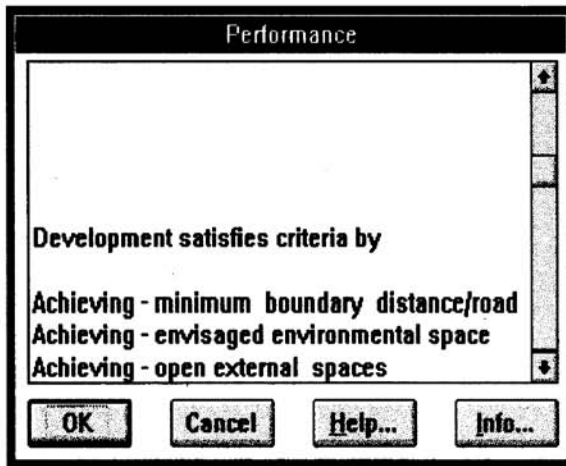 Performance
Development satisfies criteria by
Achieving - minimum boundary distance/road
Achieving - envisaged environmental space
Achieving - open external spaces
OK Cancel Help... Info...